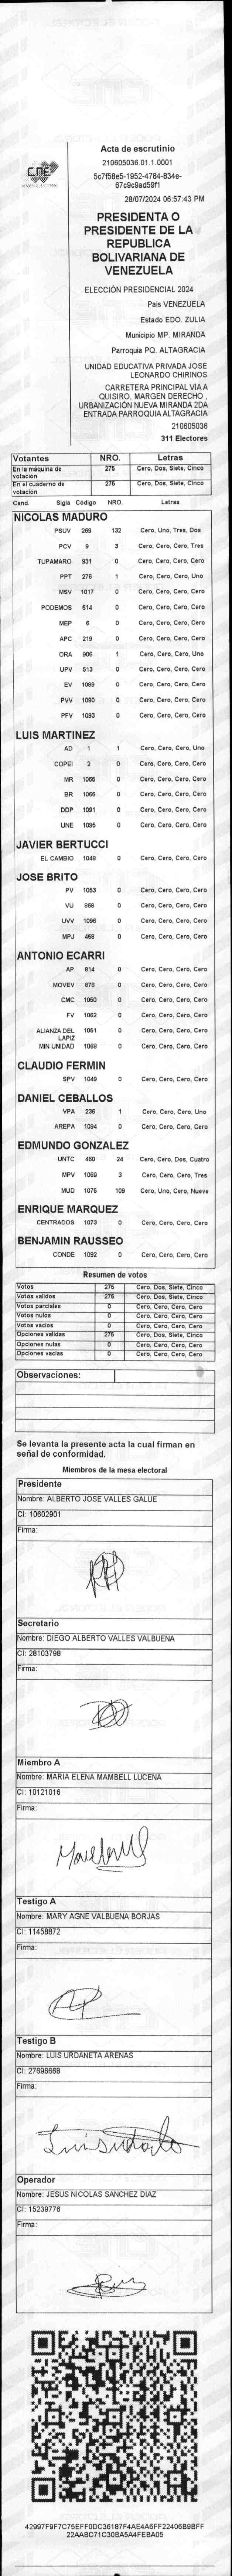 CNE
Acta de escrutinio
210605036.01.1.0001
5c7f58e5-1952-4784-834e-
67c9c9ad59f1
28/07/2024 06:57:43 PM
PRESIDENTA O
PRESIDENTE DE LA
REPUBLICA
BOLIVARIANA DE
VENEZUELA
ELECCIÓN PRESIDENCIAL 2024
Pais VENEZUELA
Estado EDO. ZULIA
Municipio MP. MIRANDA
Parroquia PQ. ALTAGRACIA
UNIDAD EDUCATIVA PRIVADA JOSE
LEONARDO CHIRINOS
CARRETERA PRINCIPAL VIA A
QUISIRO. MARGEN DERECHO.
URBANIZACIÓN NUEVA MIRANDA 2DA
ENTRADA PARROQUIA ALTAGRACIA
210605036
311 Electores
Votantes NRO. Letras
En la máquina de votación 275 Cero, Dos, Siete, Cinco
En el cuaderno de votación 275 Cero, Dos, Siete, Cinco
Cand. Sigla Codigo NRO. Letras
NICOLAS MADURO
PSUV 269 132 Cero, Uno, Tres, Dos
PCV 9 3 Cero, Cero, Cero, Tres
TUPAMARO 931 0 Cero, Cero, Cero, Cero
PPT 276 1 Cero, Cero, Cero, Uno
MSV 1017 0 Cero, Cero, Cero, Cero
PODEMOS 514 0 Cero, Cero, Cero, Cero
MEP 6 0 Cero, Cero, Cero, Cero
APC 219 0 Cero, Cero, Cero, Cero
ORA 906 1 Cero, Cero, Cero, Uno
UPV 513 0 Cero, Cero, Cero, Cero
EV 1089 0 Cero, Cero, Cero, Cero
PVV 1090 0 Cero, Cero, Cero, Cero
PFV 1093 0 Cero, Cero, Cero, Cero
LUIS MARTINEZ
AD 1 1 Cero, Cero, Cero, Uno
COPEI 2 0 Cero, Cero, Cero, Cero
MR 1065 0 Cero, Cero, Cero, Cero
BR 1066 0 Cero, Cero, Cero, Cero
DDP 1091 0 Cero, Cero, Cero, Cero
UNE 1095 0 Cero, Cero, Cero, Cero
JAVIER BERTUCCI
EL CAMBIO 1048 0 Cero, Cero, Cero, Cero
JOSE BRITO
PV 1053 0 Cero, Cero, Cero, Cero
VU 868 0 Cero, Cero, Cero, Cero
UVV 1096 0 Cero, Cero, Cero, Cero
MPJ 458 0 Cero, Cero, Cero, Cero
ANTONIO ECARRI
AP 814 0 Cero, Cero, Cero, Cero
MOVEV 878 0 Cero, Cero, Cero, Cero
CMC 1050 0 Cero, Cero, Cero, Cero
FV 1062 0 Cero, Cero, Cero, Cero
ALIANZA DEL LAPIZ 1051 0 Cero, Cero, Cero, Cero
MIN UNIDAD 1068 0 Cero, Cero, Cero, Cero
CLAUDIO FERMIN
SPV 1049 0 Cero, Cero, Cero, Cero
DANIEL CEBALLOS
VPA 236 1 Cero, Cero, Cero, Uno
AREPA 1094 0 Cero, Cero, Cero, Cero
EDMUNDO GONZALEZ
UNTC 460 24 Cero, Cero, Dos, Cuatro
MPV 1069 3 Cero, Cero, Cero, Tres
MUD 1075 109 Cero, Uno, Cero, Nueve
ENRIQUE MARQUEZ
CENTRADOS 1073 0 Cero, Cero, Cero, Cero
BENJAMIN RAUSSEO
CONDE 1092 0 Cero, Cero, Cero, Cero
Resumen de votos
Votos 275 Cero, Dos, Siete, Cinco
Votos validos 275 Cero, Dos, Siete, Cinco
Votos parciales 0 Cero, Cero, Cero, Cero
Votos nulos 0 Cero, Cero, Cero, Cero
Votos vacios 0 Cero, Cero, Cero, Cero
Opciones validas 275 Cero, Dos, Siete, Cinco
Opciones nulas 0 Cero, Cero, Cero, Cero
Opciones vacias 0 Cero, Cero, Cero, Cero
Observaciones:
Se levanta la presente acta la cual firman en
señal de conformidad.
Miembros de la mesa electoral
Presidente
Nombre: ALBERTO JOSE VALLES GALUE
CI: 10602901
Firma:
Secretario
Nombre: DIEGO ALBERTO VALLES VALBUENA
CI: 28103798
Firma:
Miembro A
Nombre: MARIA ELENA MAMBELL LUCENA
CI: 10121016
Firma:
Testigo A
Nombre: MARY AGNE VALBUENA BORJAS
CI: 11458872
Firma:
Testigo B
Nombre: LUIS URDANETA ARENAS
CI: 27696668
Firma:
Operador
Nombre: JESUS NICOLAS SANCHEZ DIAZ
CI: 15239776
Firma:
42997F9F7C75EFF0DC36187F4AE4A6FF22406B9BFF
22AABC71C30BA5A4FEBA05